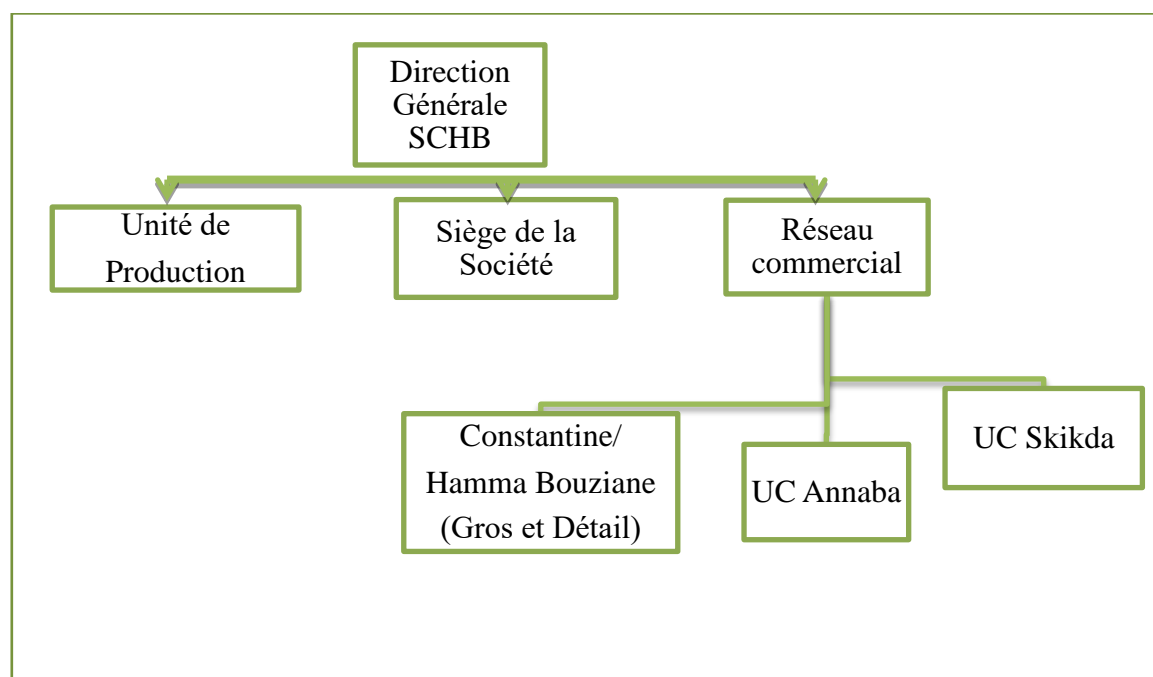 Direction
Générale
SCHB
Unité de
Production
Siège de la
Société
Réseau
commercial
Constantine/
Hamma Bouziane
(Gros et Détail)
UC Annaba
UC Skikda